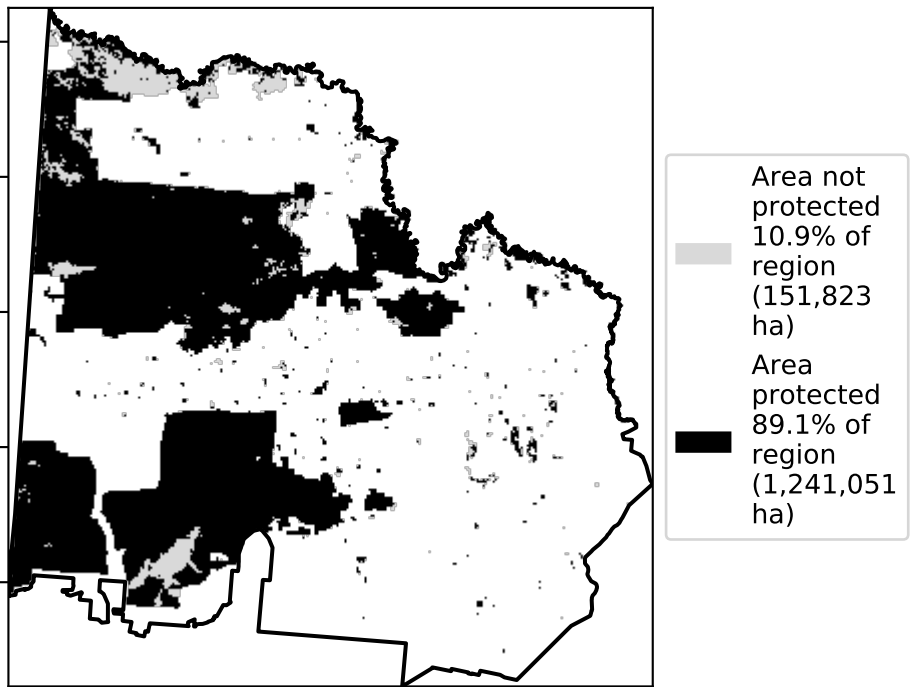 Area not
protected
10.9% of
region
(151,823
ha)
Area
protected
89.1% of
region
(1,241,051
ha)